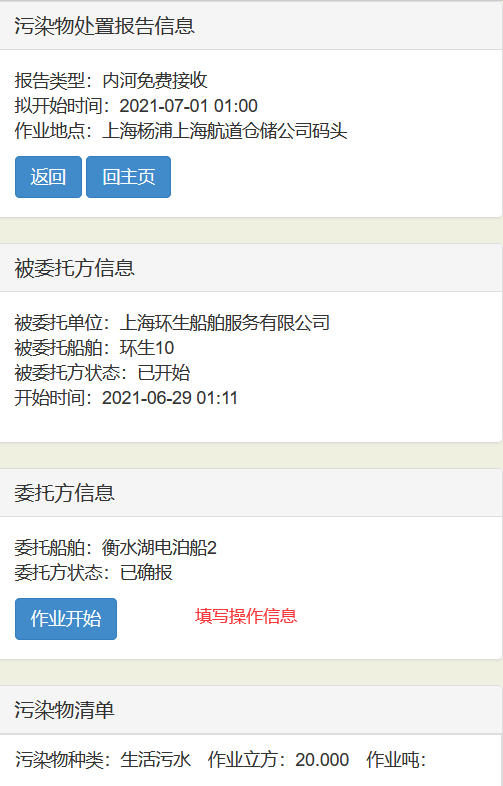 污染物处置报告信息
报告类型：内河免费接收
拟开始时间：2021-07-01 01:00
作业地点：上海杨浦上海航道仓储公司码头
返回 回主页
被委托方信息
被委托单位：上海环生船舶服务有限公司
被委托船舶：环生10
被委托方状态：已开始
开始时间：2021-06-29 01:11
委托方信息
委托船舶：衡水湖电泊船2
委托方状态：已确报
作业开始 填写操作信息
污染物清单
污染物种类：生活污水 作业立方：20.000 作业吨：